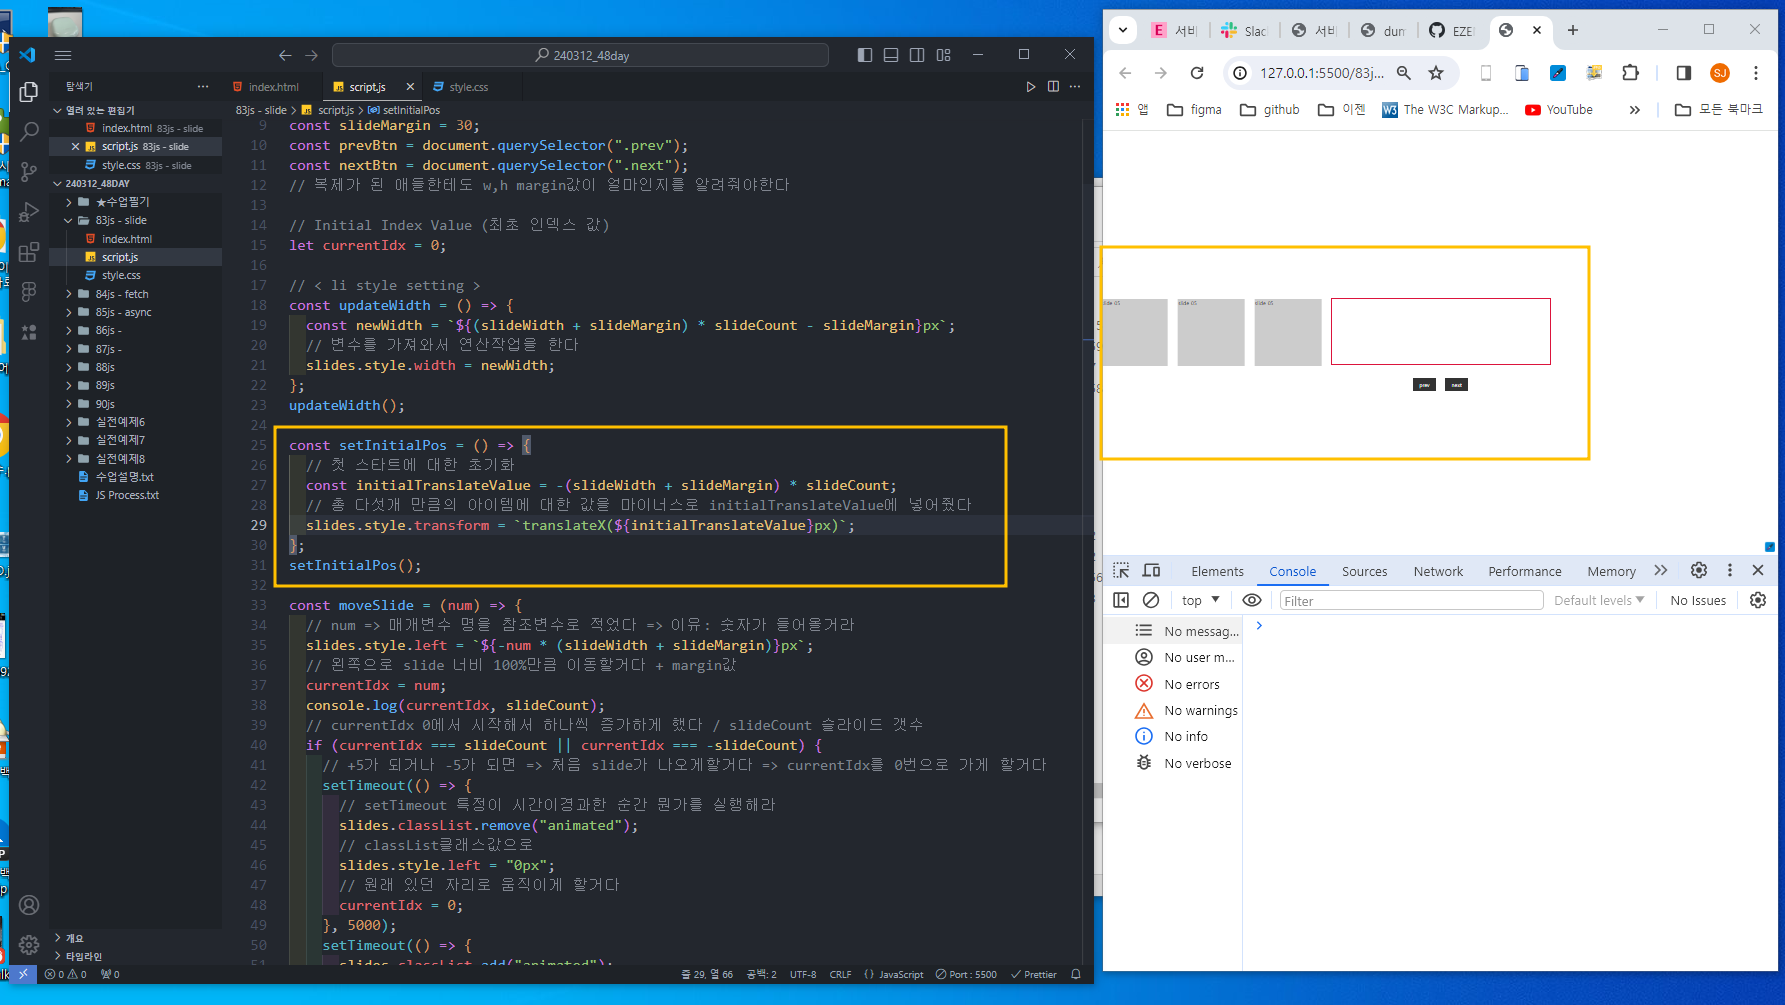 240312_48day
탐색기
index.html
script.js
style.css
열려 있는 편집기
index.html 83js - slide
script.js 83js - slide
style.css 83js - slide
240312_48DAY
★수업필기
83js - slide
index.html
script.js
style.css
84js - fetch
85js - async
86js -
87js -
88js
89js
90js
실전예제6
실전예제7
실전예제8
수업설명.txt
JS Process.txt
개요
타임라인
83js - slide > script.js > setInitialPos
9 const slideMargin = 30;
10 const prevBtn = document.querySelector(".prev");
11 const nextBtn = document.querySelector(".next");
12 // 복제가 된 애들한테도 w,h margin값이 얼마인지를 알려줘야한다
13
14 // Initial Index Value (최초 인덱스 값)
15 let currentIdx = 0;
16
17 // < li style setting >
18 const updateWidth = () => {
19 const newWidth = `${(slideWidth + slideMargin) * slideCount - slideMargin}px`;
20 // 변수를 가져와서 연산작업을 한다
21 slides.style.width = newWidth;
22 };
23 updateWidth();
24
25 const setInitialPos = () => {
26 // 첫 스타트에 대한 초기화
27 const initialTranslateValue = -(slideWidth + slideMargin) * slideCount;
28 // 총 다섯개 만큼의 아이템에 대한 값을 마이너스로 initialTranslateValue에 넣어줬다
29 slides.style.transform = `translateX(${initialTranslateValue}px)`;
30 };
31 setInitialPos();
32
33 const moveSlide = (num) => {
34 // num => 매개변수 명을 참조변수로 적었다 => 이유: 숫자가 들어올거라
35 slides.style.left = `${-num * (slideWidth + slideMargin)}px`;
36 // 왼쪽으로 slide 너비 100%만큼 이동할거다 + margin값
37 currentIdx = num;
38 console.log(currentIdx, slideCount);
39 // currentIdx 0에서 시작해서 하나씩 증가하게 했다 / slideCount 슬라이드 갯수
40 if (currentIdx === slideCount || currentIdx === -slideCount) {
41 // +5가 되거나 -5가 되면 => 처음 slide가 나오게할거다 => currentIdx를 0번으로 가게 할거다
42 setTimeout(() => {
43 // setTimeout 특정이 시간이경과한 순간 뭔가를 실행해라
44 slides.classList.remove("animated");
45 // classList클래스값으로
46 slides.style.left = "0px";
47 // 원래 있던 자리로 움직이게 할거다
48 currentIdx = 0;
49 }, 5000);
50 setTimeout(() => {
51 slides.classList.add("animated");
0 0 0
줄 29, 열 66
공백: 2
UTF-8
CRLF
JavaScript
Port : 5500
Prettier
서비
Slac
서비
dum
EZEN
127.0.0.1:5500/83j...
SJ
앱
figma
github
이젠
The W3C Markup...
YouTube
모든 북마크
slide 03
slide 05
slide 05
prev
next
Elements
Console
Sources
Network
Performance
Memory
top
Filter
Default levels
No Issues
No messag...
No user m...
No errors
No warnings
No info
No verbose